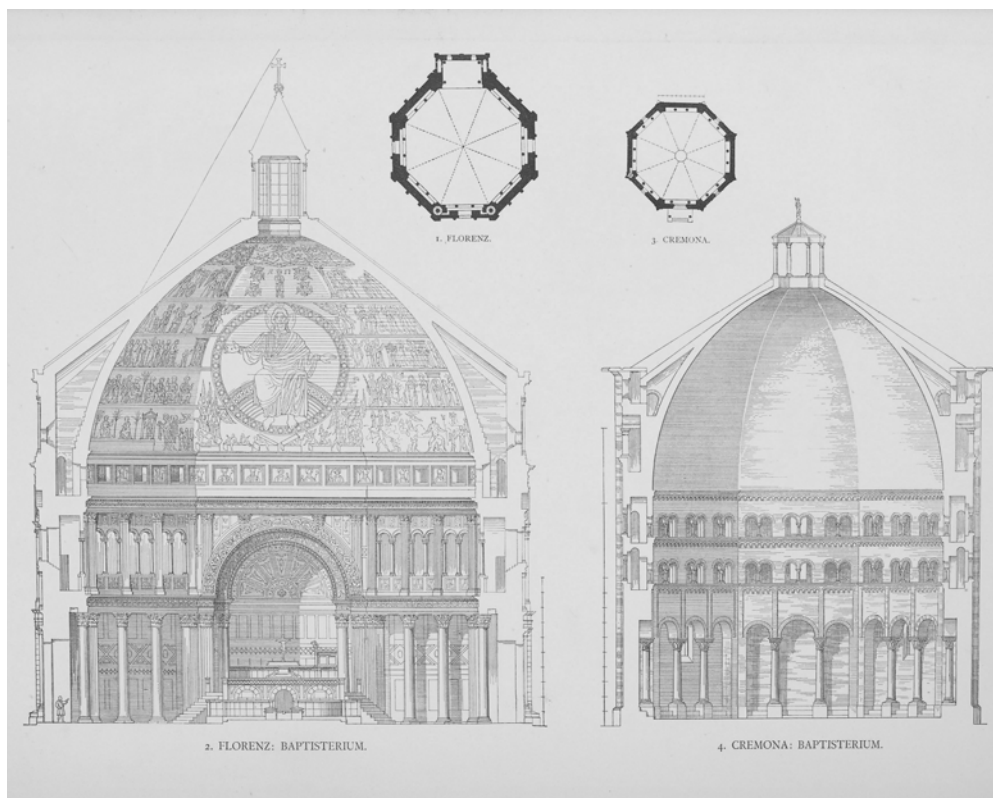 1. FLORENZ.
3. CREMONA.
2. FLORENZ: BAPTISTERIUM.
4. CREMONA: BAPTISTERIUM.